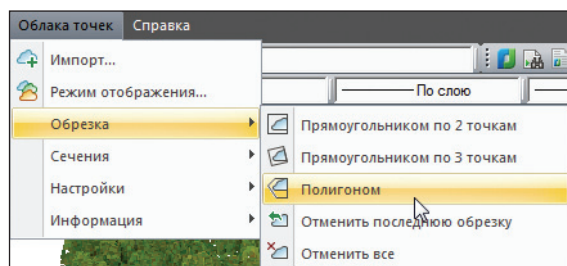 Облака точек Справка
Импорт...
Режим отображения...
По слою
Обрезка
Прямоугольником по 2 точкам
Сечения
Прямоугольником по 3 точкам
Настройки
Полигоном
Информация
Отменить последнюю обрезку
Отменить все